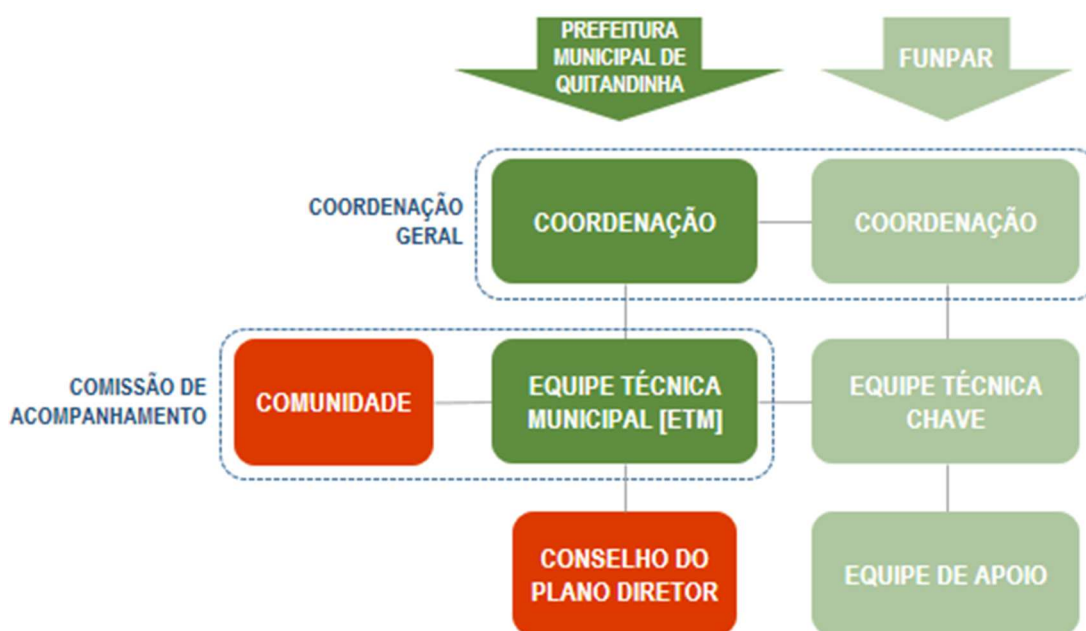 PREFEITURA
MUNICIPAL DE
QUITANDINHA
FUNPAR
COORDENAÇÃO
GERAL
COORDENAÇÃO
COORDENAÇÃO
COMISSÃO DE
ACOMPANHAMENTO
COMUNIDADE
EQUIPE TÉCNICA
MUNICIPAL [ETM]
EQUIPE TÉCNICA
CHAVE
CONSELHO DO
PLANO DIRETOR
EQUIPE DE APOIO